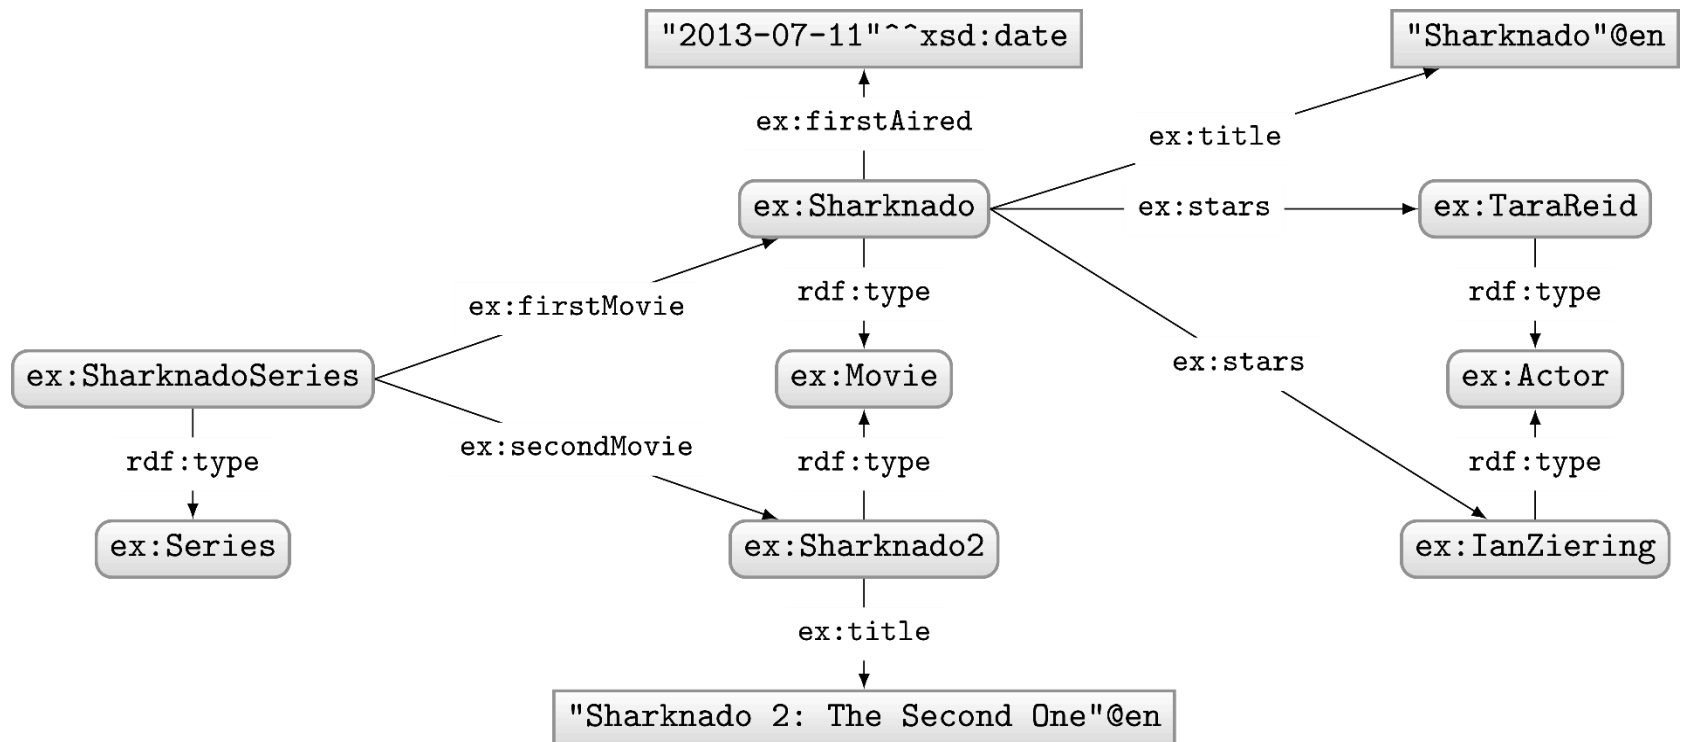 "2013-07-11"^^xsd:date
"Sharknado"@en
ex:firstAired
ex:title
ex:Sharknado
ex:stars
ex:TaraReid
rdf:type
rdf:type
ex:firstMovie
ex:stars
ex:SharknadoSeries
ex:Movie
ex:Actor
ex:secondMovie
rdf:type
rdf:type
rdf:type
ex:Series
ex:Sharknado2
ex:IanZiering
ex:title
"Sharknado 2: The Second One"@en